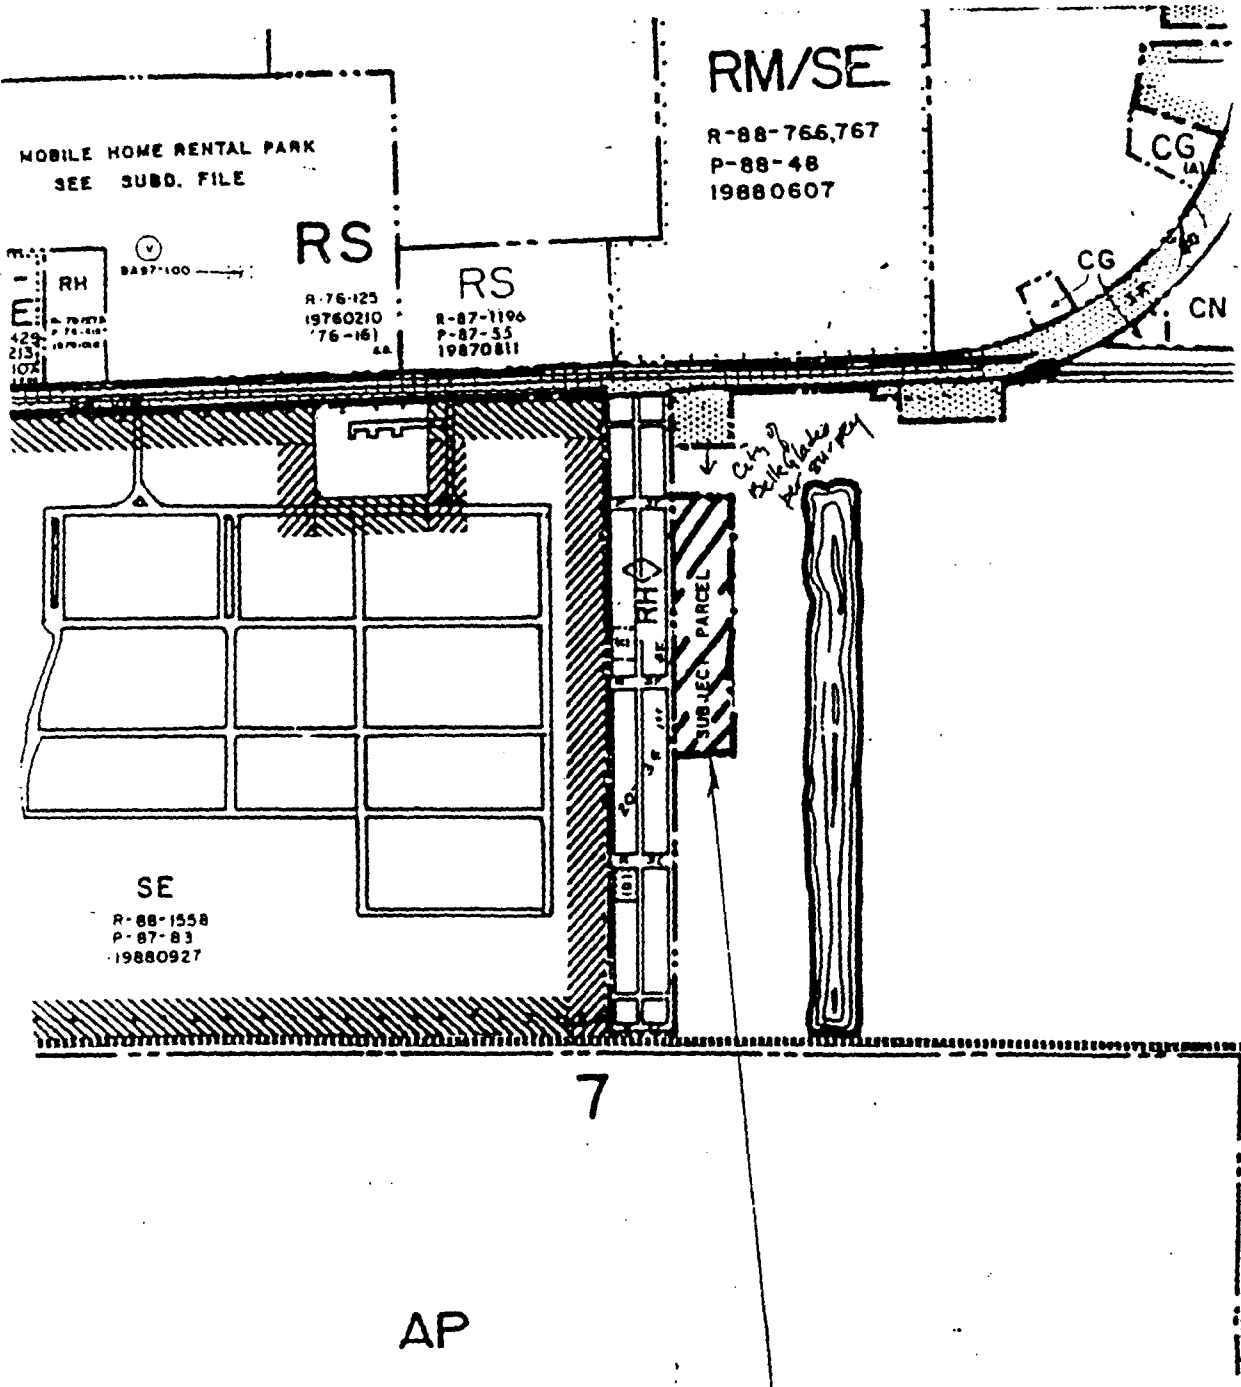 RM/SE
R-88-766,767
P-88-48
19880607
CG
(A)
MOBILE HOME RENTAL PARK
SEE SUBD. FILE
RS
R-76-125
19760210
RS
R-87-1196
P-87-55
19870811
RH
V
CG
CN
E
City of
Belle Glade
per survey
RH
SUBJECT PARCEL
SE
R-88-1558
P-87-83
19880927
7
AP